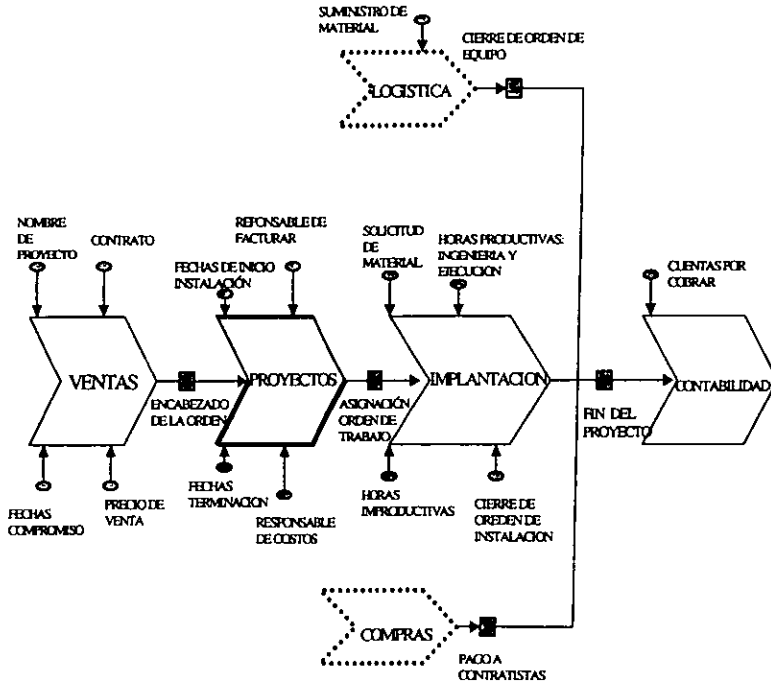 SUMINISTRO DE
MATERIAL
CIERRE DE ORDEN DE
EQUIPO
LOGISTICA
NOMBRE
DE
PROYECTO
CONTRATO
REPONSABLE DE
FACTURAR
FECHAS DE INICIO
INSTALACIÓN
SOLICITUD
DE
MATERIAL
HORAS PRODUCTIVAS:
INGENIERIA Y
EJECUCION
CUENTAS POR
COBRAR
VENTAS
PROYECTOS
IMPLANTACION
CONTABILIDAD
ENCABEZADO
DE LA ORDEN
ASIGNACIÓN
ORDEN DE
TRABAJO
FIN DEL
PROYECTO
FECHAS
COMPROMISO
PRECIO DE
VENTA
FECHAS
TERMINACION
RESPONSABLE
DE COSTOS
HORAS
IMPRODUCTIVAS
CIERRE DE
OREDEN DE
INSTALACION
COMPRAS
PAGO A
CONTRATISTAS